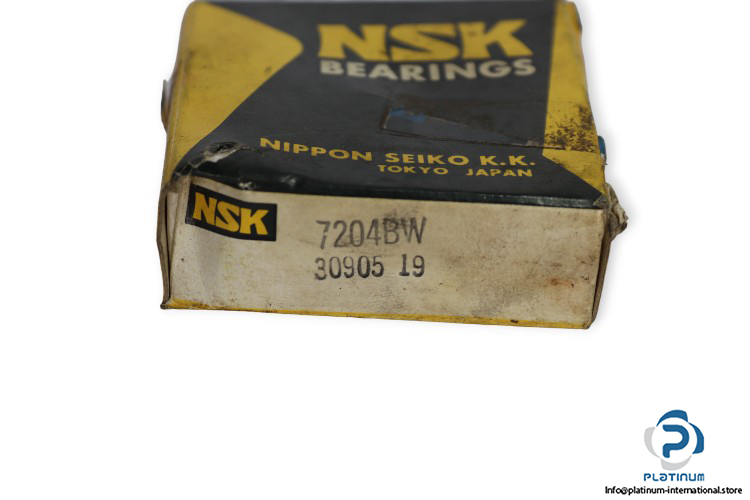 NSK
BEARINGS
NIPPON SEIKO K.K.
TOKYO JAPAN
NSK
7204BW
30905 19
PLATINUM
Info@platinum-international.store